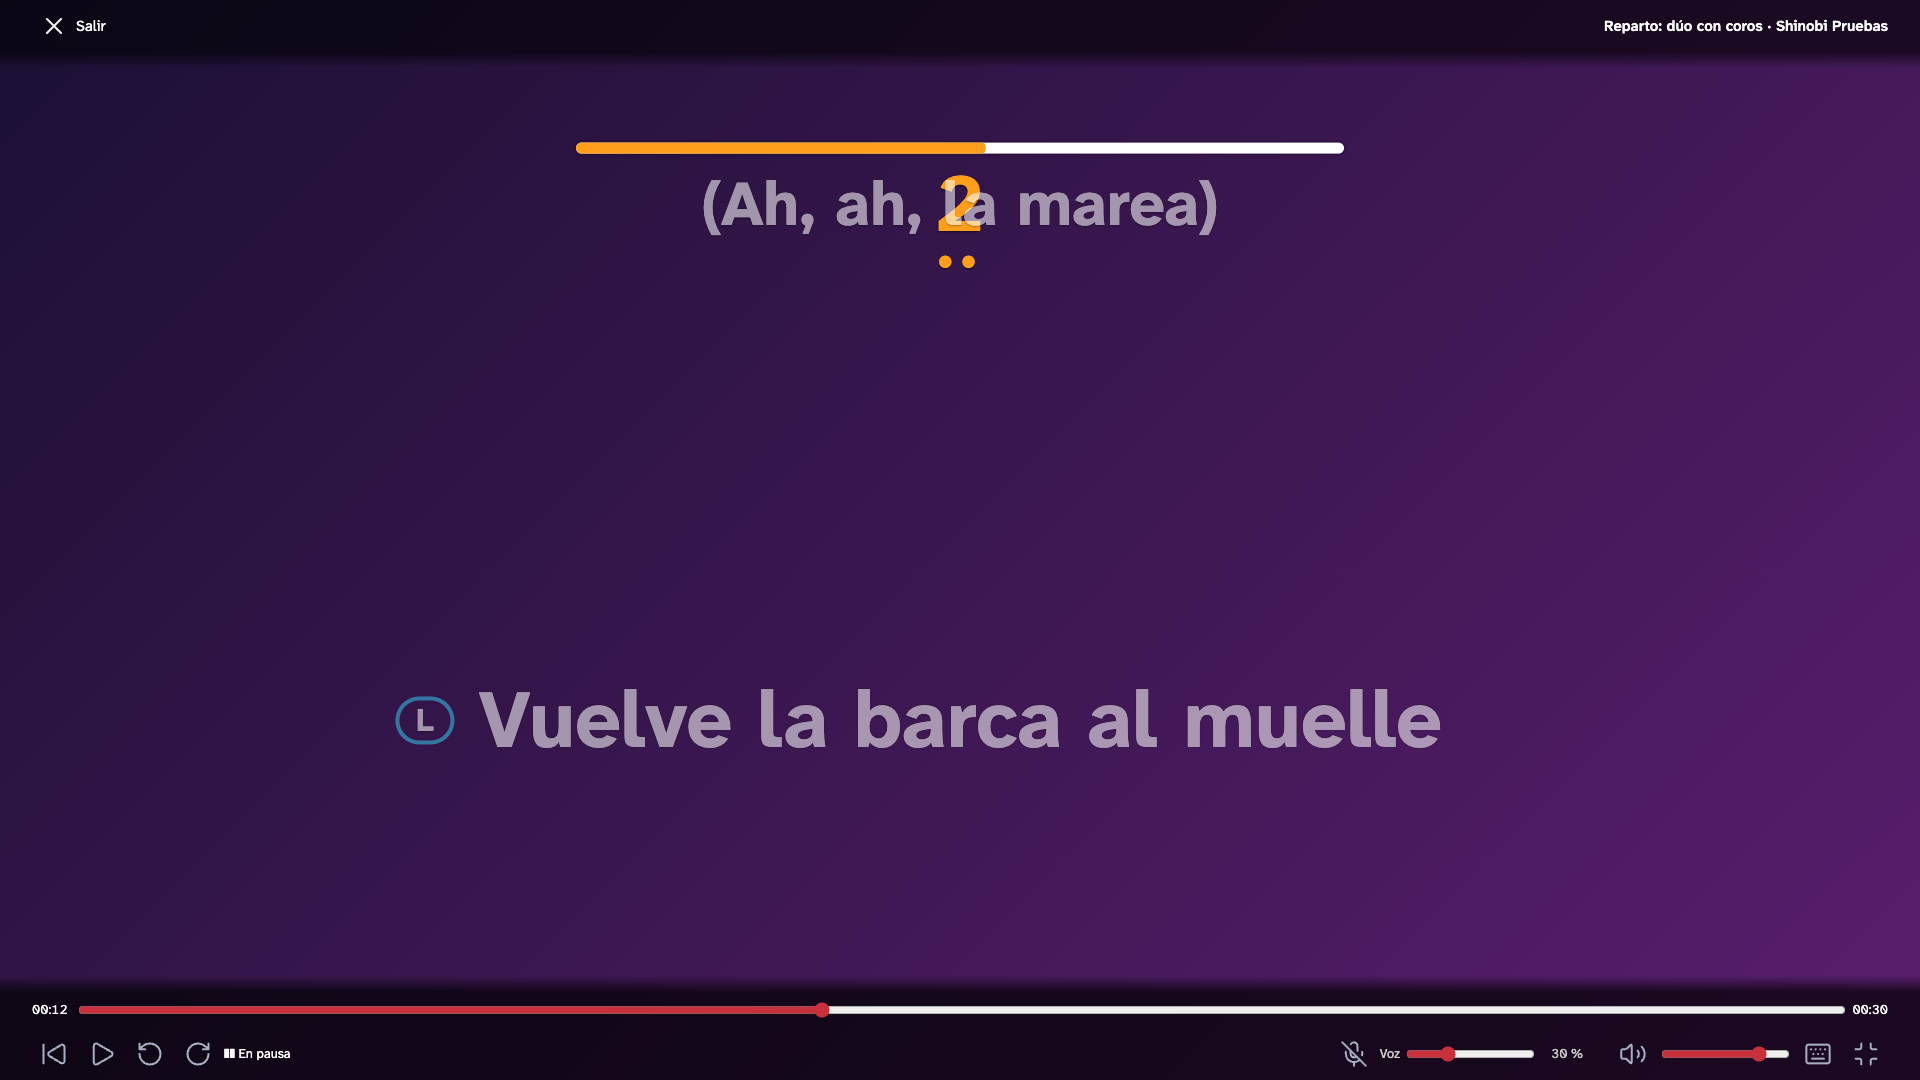 Salir
Reparto: dúo con coros · Shinobi Pruebas
(Ah, ah, la marea)
2
L
Vuelve la barca al muelle
00:12
00:30
En pausa
Voz
30 %